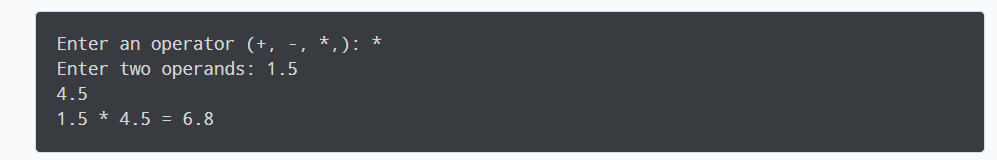 Enter an operator (+, -, *,): *
Enter two operands: 1.5
4.5
1.5 * 4.5 = 6.8